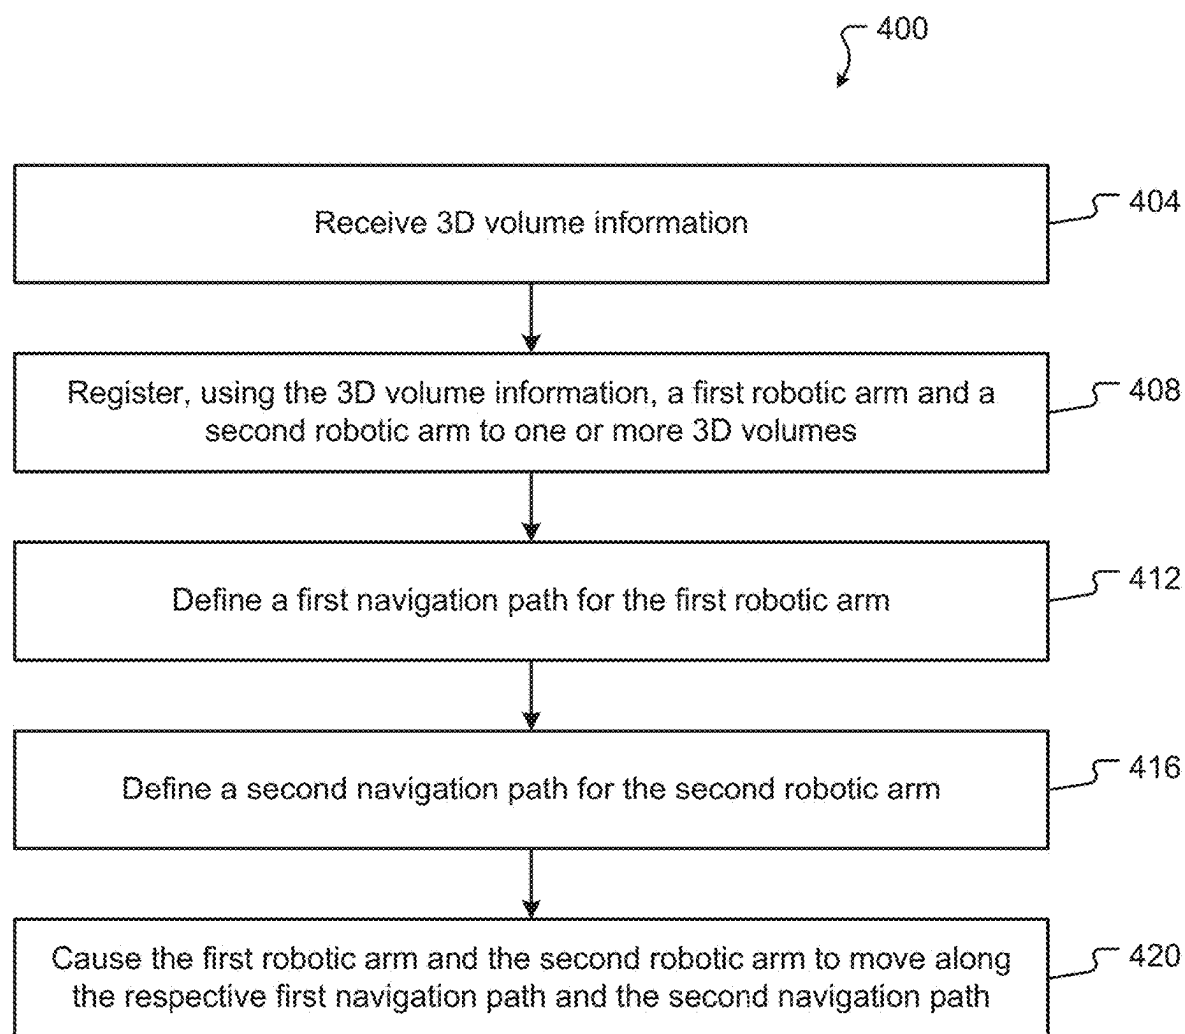 400
Receive 3D volume information
404
Register, using the 3D volume information, a first robotic arm and a
second robotic arm to one or more 3D volumes
408
Define a first navigation path for the first robotic arm
412
Define a second navigation path for the second robotic arm
416
Cause the first robotic arm and the second robotic arm to move along
the respective first navigation path and the second navigation path
420